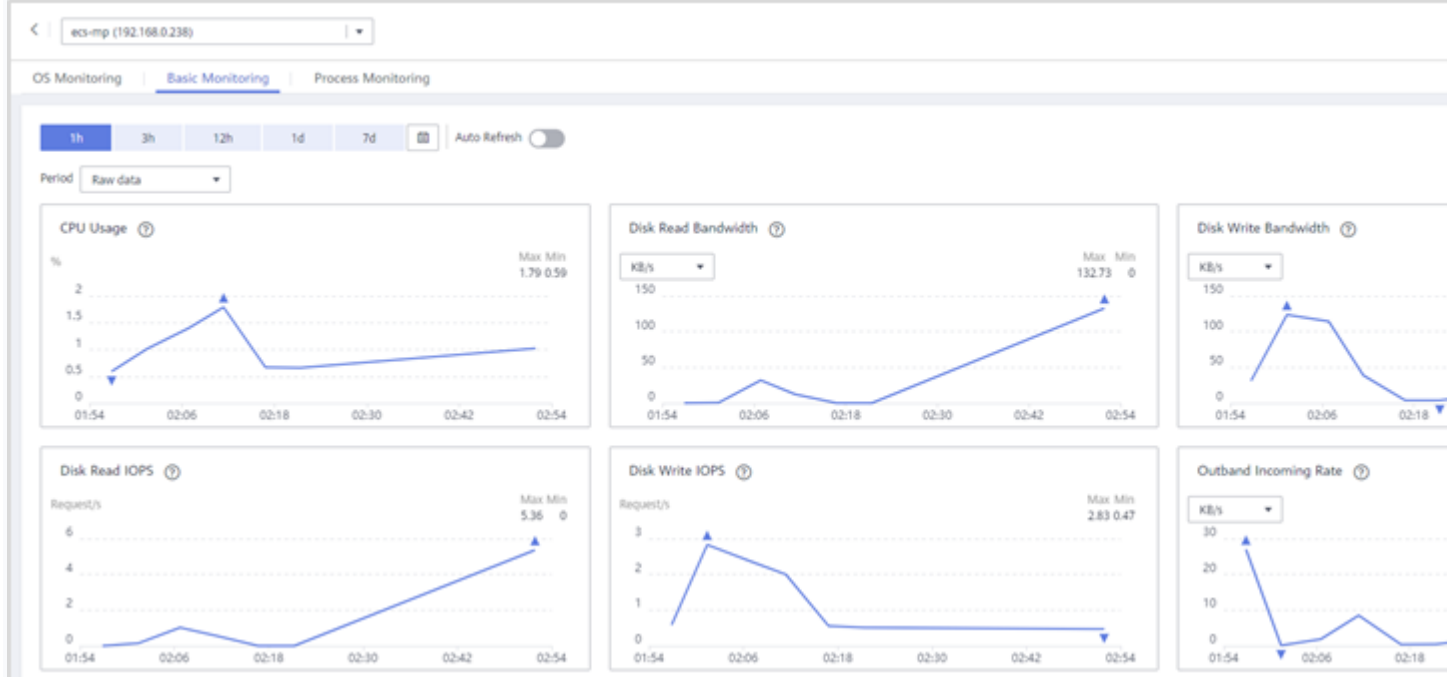 ecs-mp (192.168.0.238)
OS Monitoring Basic Monitoring Process Monitoring
1h 3h 12h 1d 7d Auto Refresh
Period Raw data
CPU Usage
%
Max Min
1.79 0.59
2
1.5
1
0.5
0
01:54 02:06 02:18 02:30 02:42 02:54
Disk Read Bandwidth
KB/s
Max Min
132.73 0
150
100
50
0
01:54 02:06 02:18 02:30 02:42 02:54
Disk Write Bandwidth
KB/s
150
100
50
0
01:54 02:06 02:18
Disk Read IOPS
Request/s
Max Min
5.36 0
6
4
2
0
01:54 02:06 02:18 02:30 02:42 02:54
Disk Write IOPS
Request/s
Max Min
2.83 0.47
3
2
1
0
01:54 02:06 02:18 02:30 02:42 02:54
Outband Incoming Rate
KB/s
30
20
10
0
01:54 02:06 02:18